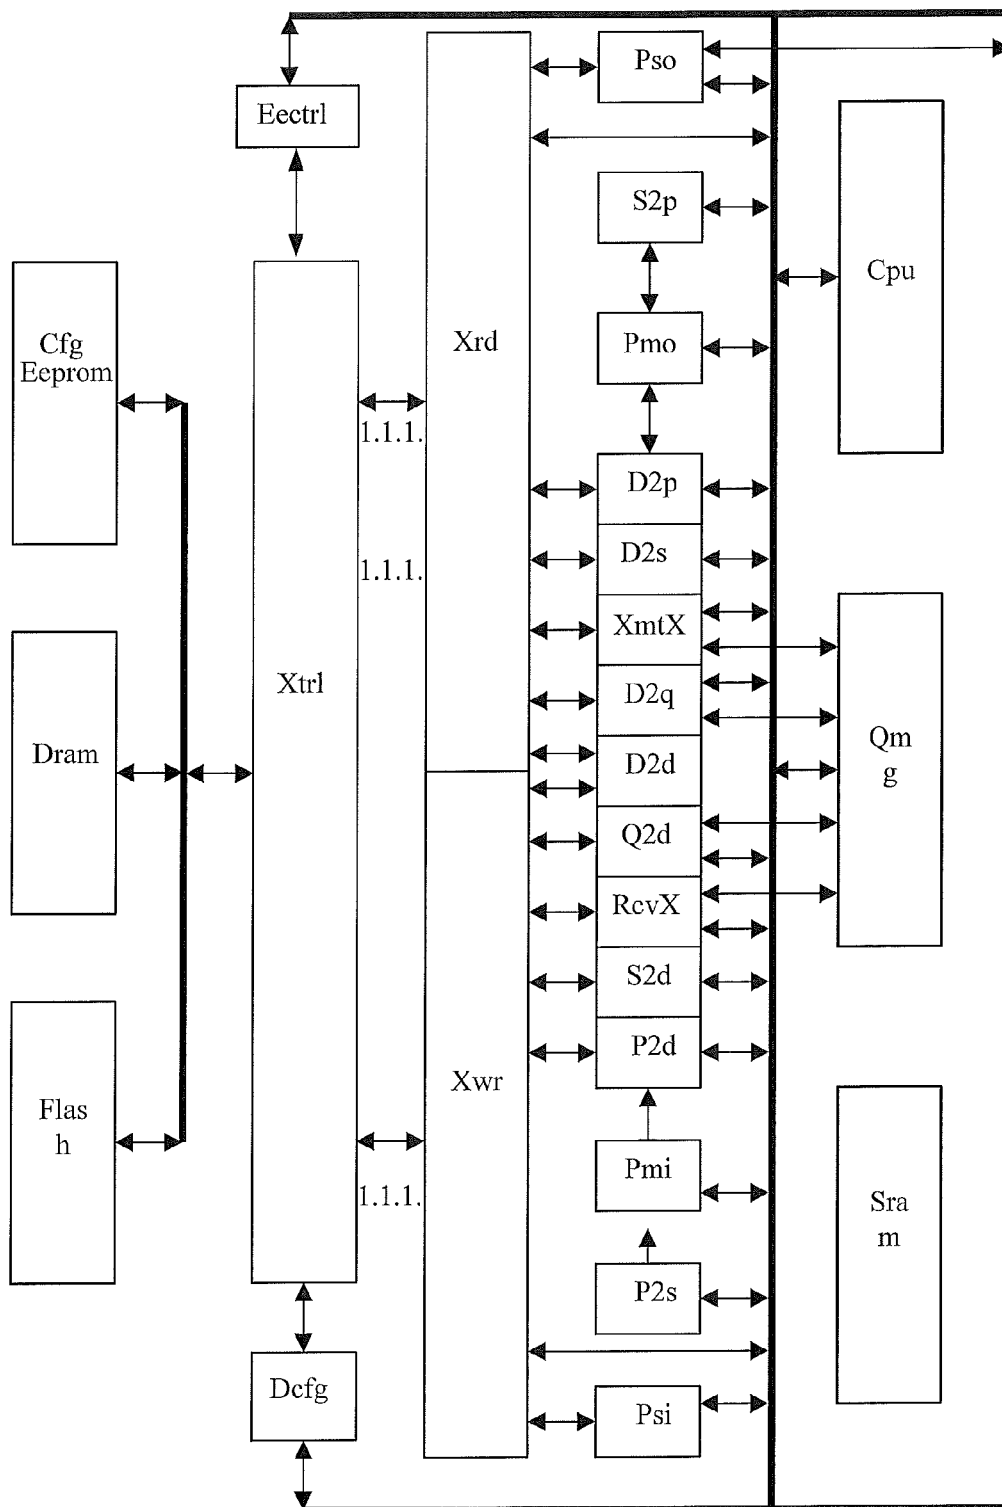 Pso
Eectrl
S2p
Cpu
Cfg
Eeprom
Xrd
Pmo
1.1.1.
D2p
D2s
1.1.1.
XmtX
Xtrl
D2q
Dram
D2d
Qm
g
Q2d
RcvX
S2d
P2d
Xwr
Flas
h
Pmi
1.1.1.
Sra
m
P2s
Dcfg
Psi